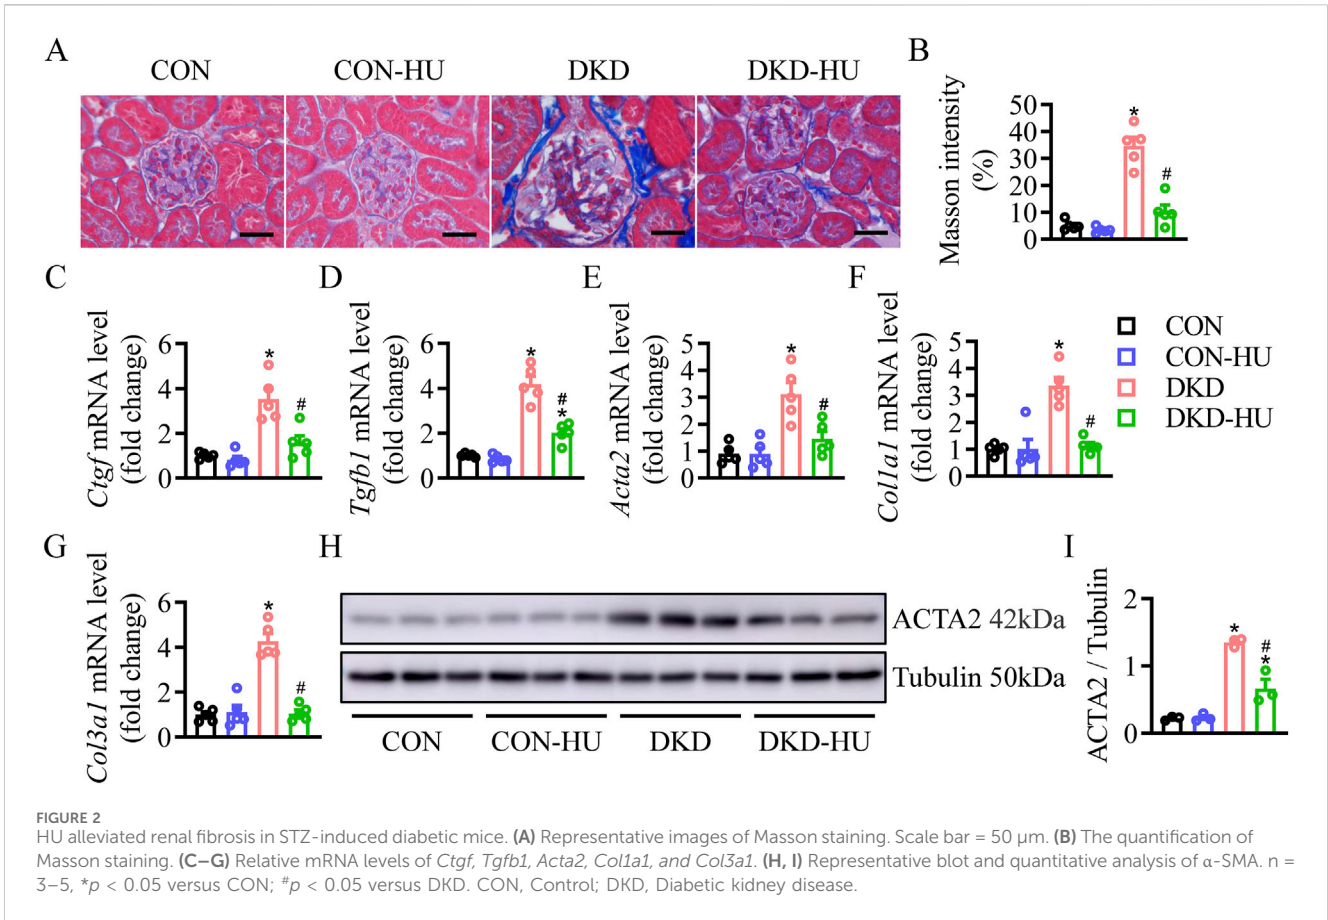 A
CON
CON-HU
DKD
DKD-HU
B
Masson intensity
(%)
50
40
30
20
10
0
*
#
C
Ctgf mRNA level
(fold change)
6
4
2
0
*
#
D
Tgfb1 mRNA level
(fold change)
6
4
2
0
*
#
*
E
Acta2 mRNA level
(fold change)
5
4
3
2
1
0
*
#
F
Col1a1 mRNA level
(fold change)
5
4
3
2
1
0
*
#
CON
CON-HU
DKD
DKD-HU
G
Col3a1 mRNA level
(fold change)
6
4
2
0
*
#
H
ACTA2 42kDa
Tubulin 50kDa
CON
CON-HU
DKD
DKD-HU
I
ACTA2 / Tubulin
2
1
0
*
#
*
FIGURE 2
HU alleviated renal fibrosis in STZ-induced diabetic mice. (A) Representative images of Masson staining. Scale bar = 50 μm. (B) The quantification of
Masson staining. (C–G) Relative mRNA levels of Ctgf, Tgfb1, Acta2, Col1a1, and Col3a1. (H, I) Representative blot and quantitative analysis of α-SMA. n =
3–5, *p < 0.05 versus CON; #p < 0.05 versus DKD. CON, Control; DKD, Diabetic kidney disease.